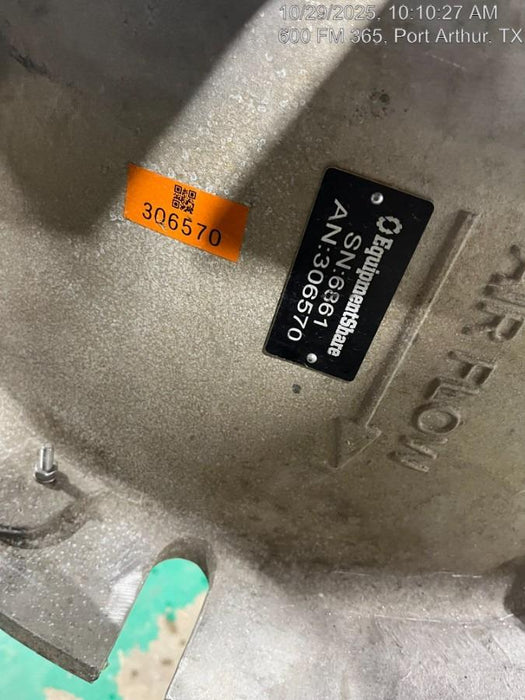 10/29/2025, 10:10:27 AM
600 FM 365, Port Arthur, TX
306570
EquipmentShare
SN:6861
AN:306570
AIR FLOW